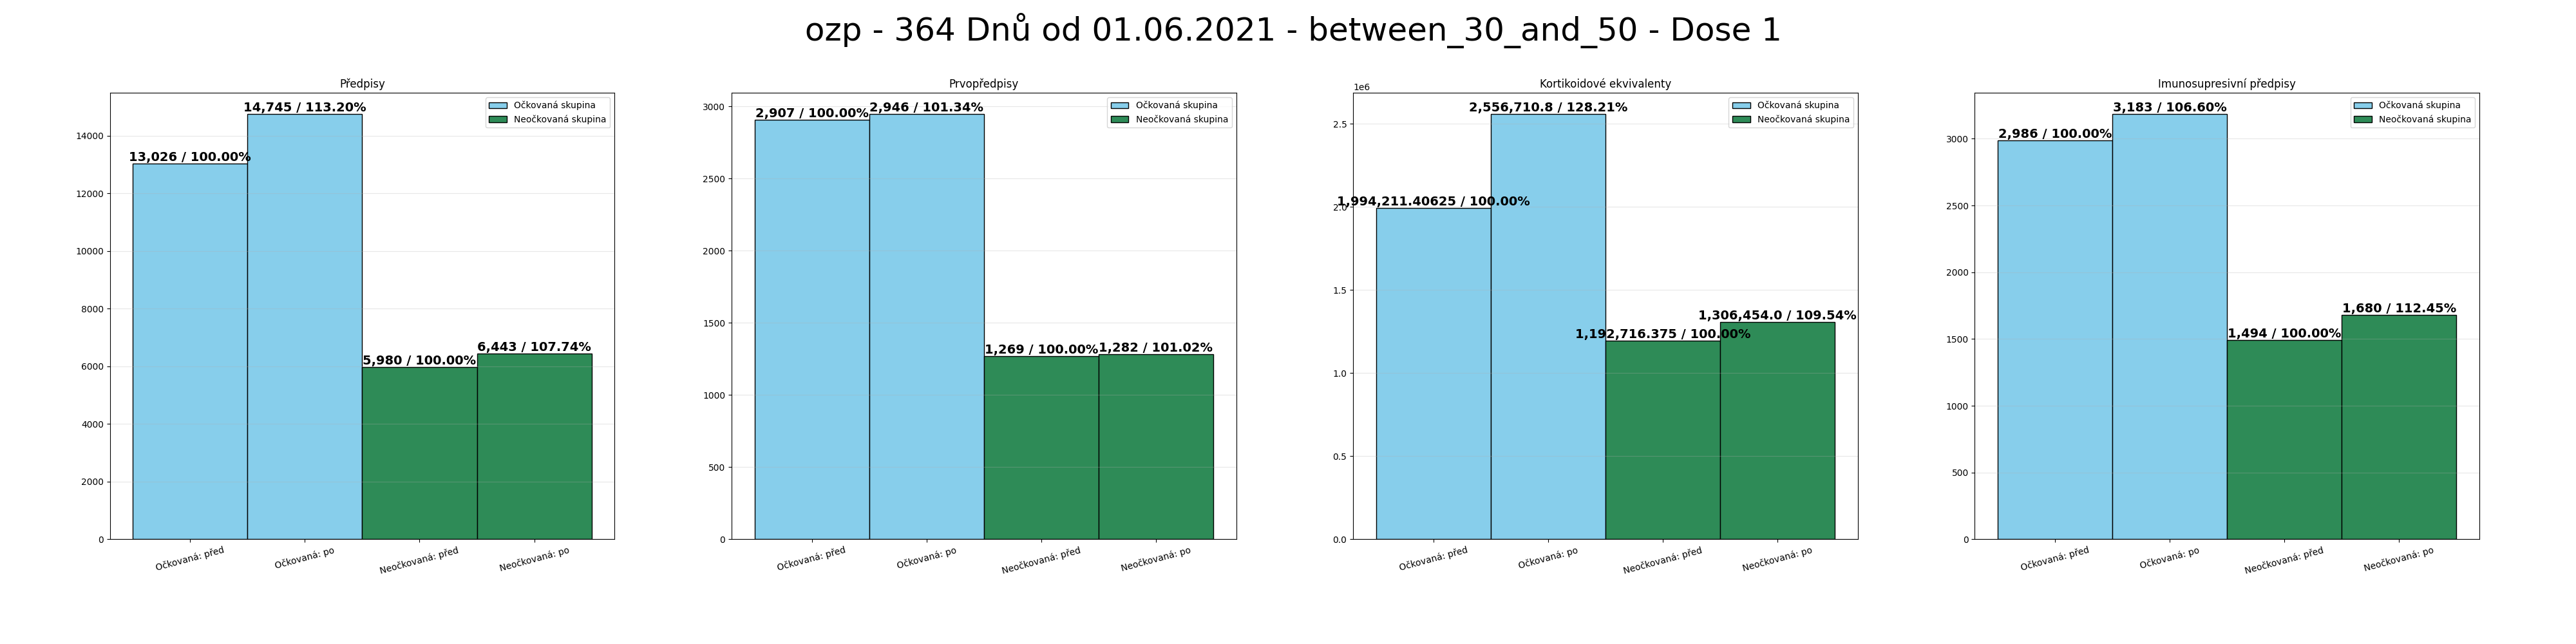 ozp - 364 Dnů od 01.06.2021 - between_30_and_50 - Dose 1
Předpisy
14,745 / 113.20%
13,026 / 100.00%
6,443 / 107.74%
5,980 / 100.00%
Očkovaná skupina
Neočkovaná skupina
14000
12000
10000
8000
6000
4000
2000
0
Očkovaná: před
Očkovaná: po
Neočkovaná: před
Neočkovaná: po
Prvopředpisy
2,907 / 100.00%
2,946 / 101.34%
1,269 / 100.00%
1,282 / 101.02%
Očkovaná skupina
Neočkovaná skupina
3000
2500
2000
1500
1000
500
0
Očkovaná: před
Očkovaná: po
Neočkovaná: před
Neočkovaná: po
Kortikoidové ekvivalenty
1e6
2,556,710.8 / 128.21%
1,994,211.40625 / 100.00%
1,306,454.0 / 109.54%
1,192,716.375 / 100.00%
Očkovaná skupina
Neočkovaná skupina
2.5
2.0
1.5
1.0
0.5
0.0
Očkovaná: před
Očkovaná: po
Neočkovaná: před
Neočkovaná: po
Imunosupresivní předpisy
3,183 / 106.60%
2,986 / 100.00%
1,680 / 112.45%
1,494 / 100.00%
Očkovaná skupina
Neočkovaná skupina
3000
2500
2000
1500
1000
500
0
Očkovaná: před
Očkovaná: po
Neočkovaná: před
Neočkovaná: po